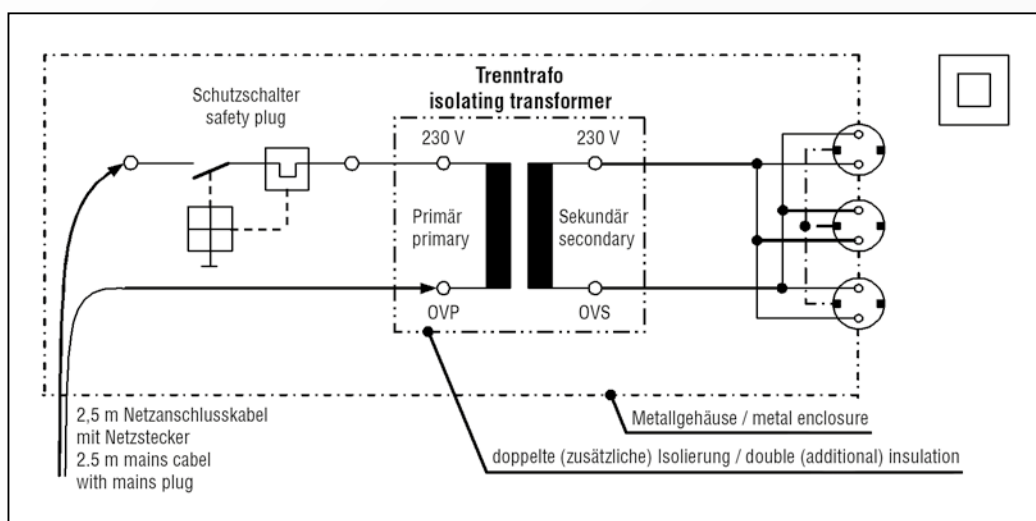 Trenntrafo
isolating transformer
Schutzschalter
safety plug
230 V
230 V
Primär
primary
Sekundär
secondary
OVP
OVS
2,5 m Netzanschlusskabel
mit Netzstecker
2.5 m mains cabel
with mains plug
Metallgehäuse / metal enclosure
doppelte (zusätzliche) Isolierung / double (additional) insulation